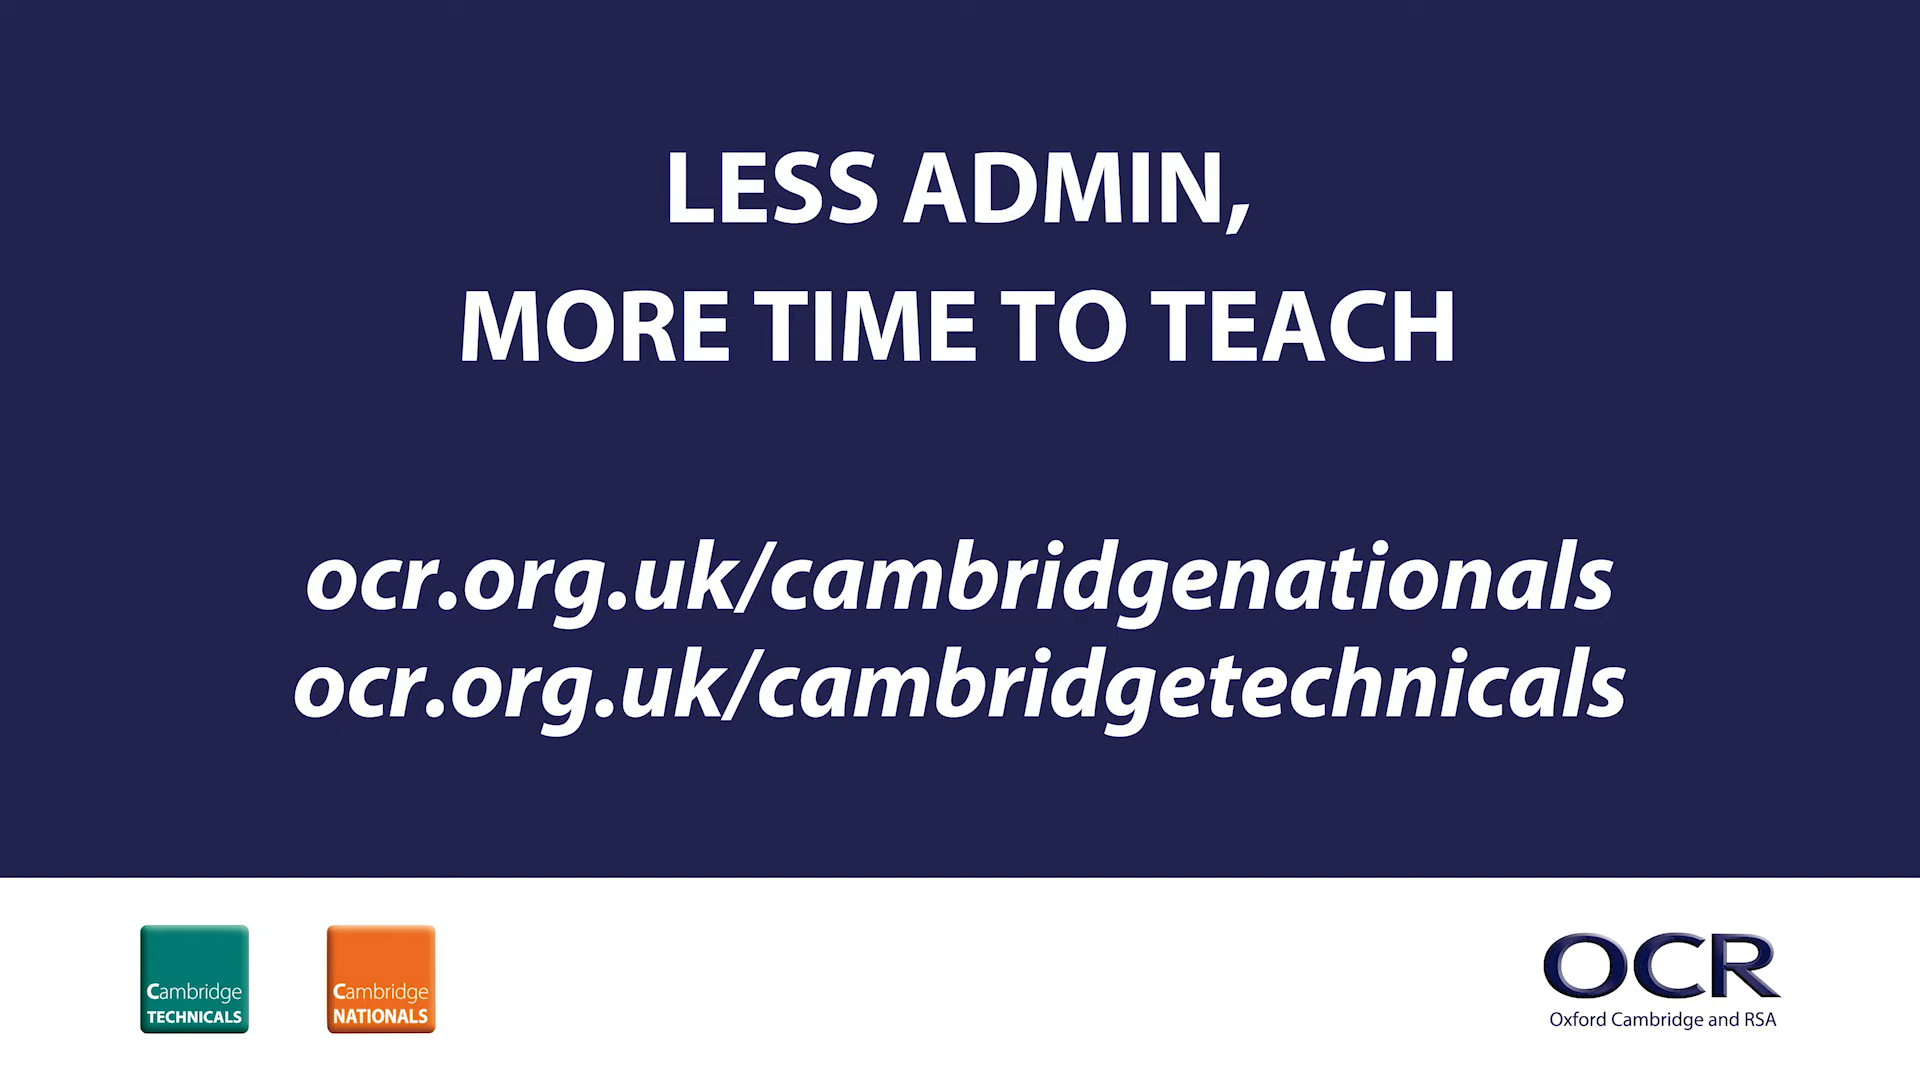 LESS ADMIN,
MORE TIME TO TEACH
ocr.org.uk/cambridgenationals
ocr.org.uk/cambridgetechnicals
Cambridge
TECHNICALS
Cambridge
NATIONALS
OCR
Oxford Cambridge and RSA